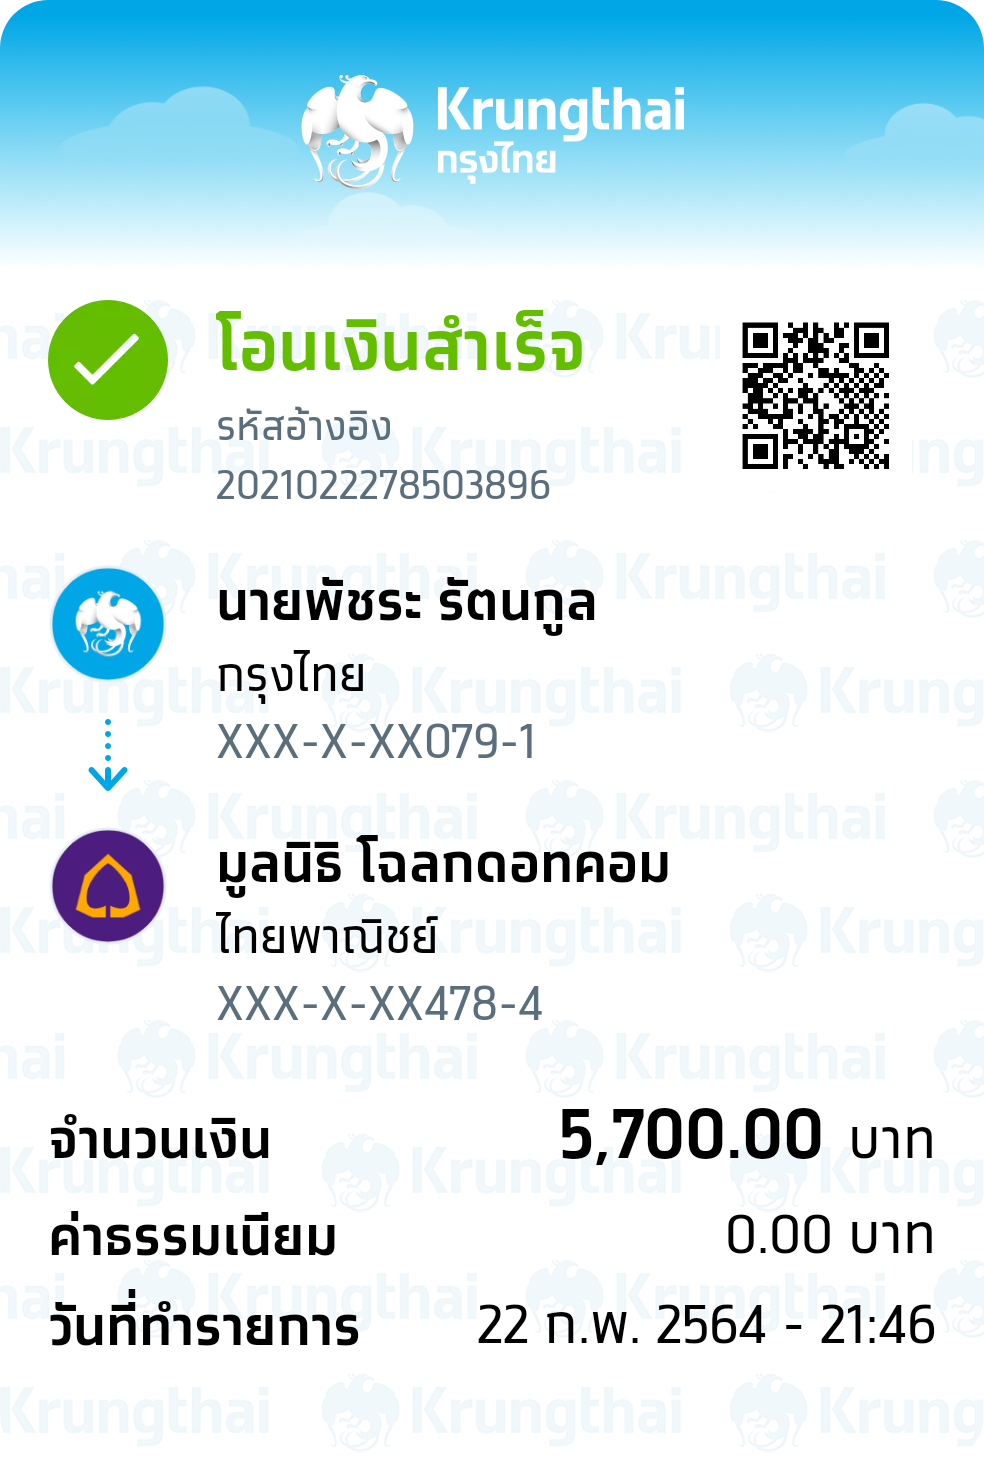 Krungthai
กรุงไทย
โอนเงินสำเร็จ
รหัสอ้างอิง
2021022278503896
นายพัชระ รัตนกูล
กรุงไทย
XXX-X-XX079-1
มูลนิธิ โฉลกดอทคอม
ไทยพาณิชย์
XXX-X-XX478-4
จำนวนเงิน 5,700.00 บาท
ค่าธรรมเนียม 0.00 บาท
วันที่ทำรายการ 22 ก.พ. 2564 - 21:46